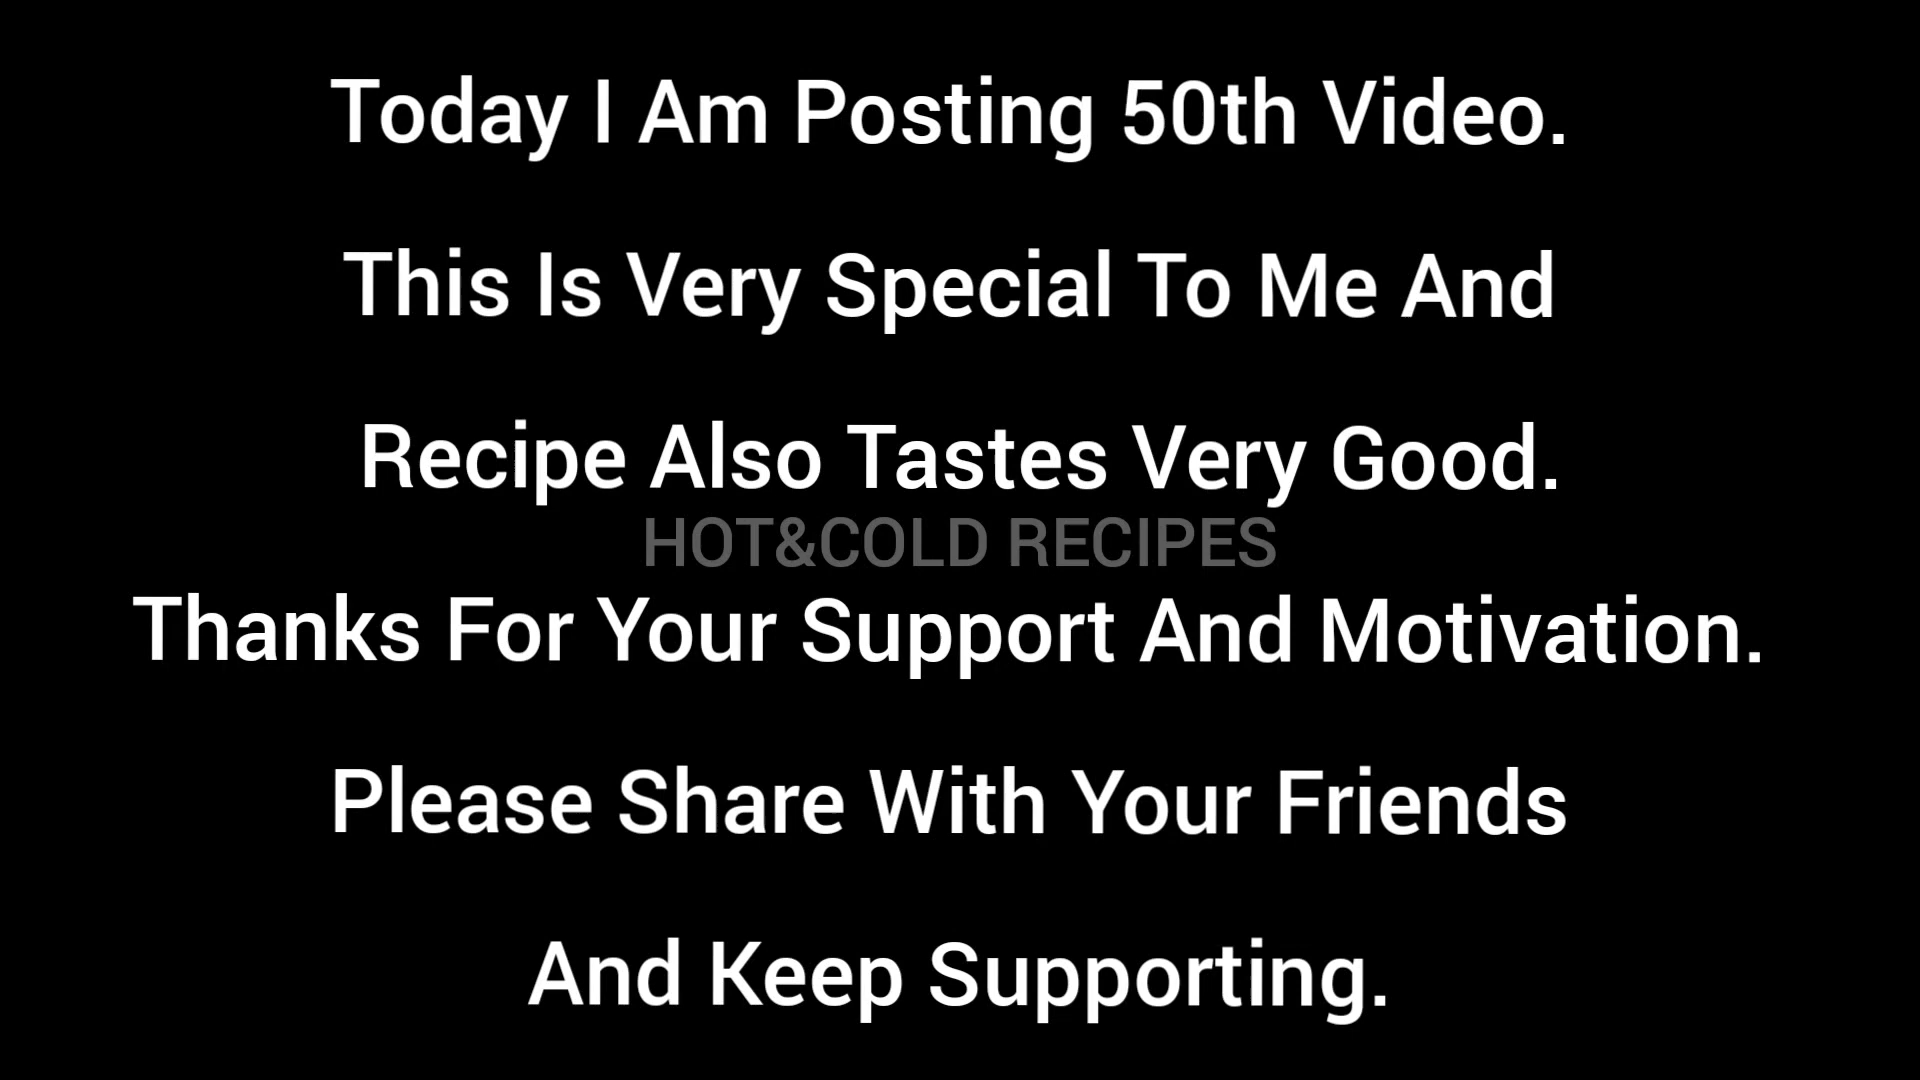 Today I Am Posting 50th Video.
This Is Very Special To Me And
Recipe Also Tastes Very Good.
HOT&COLD RECIPES
Thanks For Your Support And Motivation.
Please Share With Your Friends
And Keep Supporting.